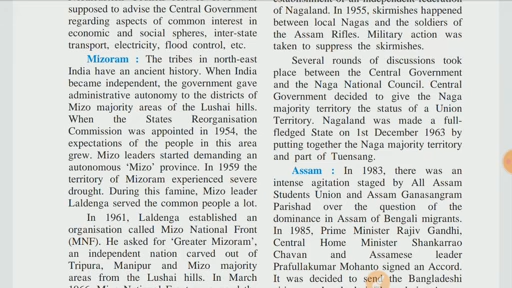 supposed to advise the Central Government
regarding aspects of common interest in
economic and social spheres, inter-state
transport, electricity, flood control, etc.
Mizoram : The tribes in north-east
India have an ancient history. When India
became independent, the government gave
administrative autonomy to the districts of
Mizo majority areas of the Lushai hills.
When the States Reorganisation
Commission was appointed in 1954, the
expectations of the people in this area
grew. Mizo leaders started demanding an
autonomous 'Mizo' province. In 1959 the
territory of Mizoram experienced severe
drought. During this famine, Mizo leader
Laldenga served the common people a lot.
In 1961, Laldenga established an
organisation called Mizo National Front
(MNF). He asked for 'Greater Mizoram',
an independent nation carved out of
Tripura, Manipur and Mizo majority
areas from the Lushai hills. In March
of Nagaland. In 1955, skirmishes happened
between local Nagas and the soldiers of
the Assam Rifles. Military action was
taken to suppress the skirmishes.
Several rounds of discussions took
place between the Central Government
and the Naga National Council. Central
Government decided to give the Naga
majority territory the status of a Union
Territory. Nagaland was made a full-
fledged State on 1st December 1963 by
putting together the Naga majority territory
and part of Tuensang.
Assam : In 1983, there was an
intense agitation staged by All Assam
Students Union and Assam Ganasangram
Parishad over the question of the
dominance in Assam of Bengali migrants.
In 1985, Prime Minister Rajiv Gandhi,
Central Home Minister Shankarrao
Chavan and Assamese leader
Prafullakumar Mohanto signed an Accord.
It was decided to send the Bangladeshi